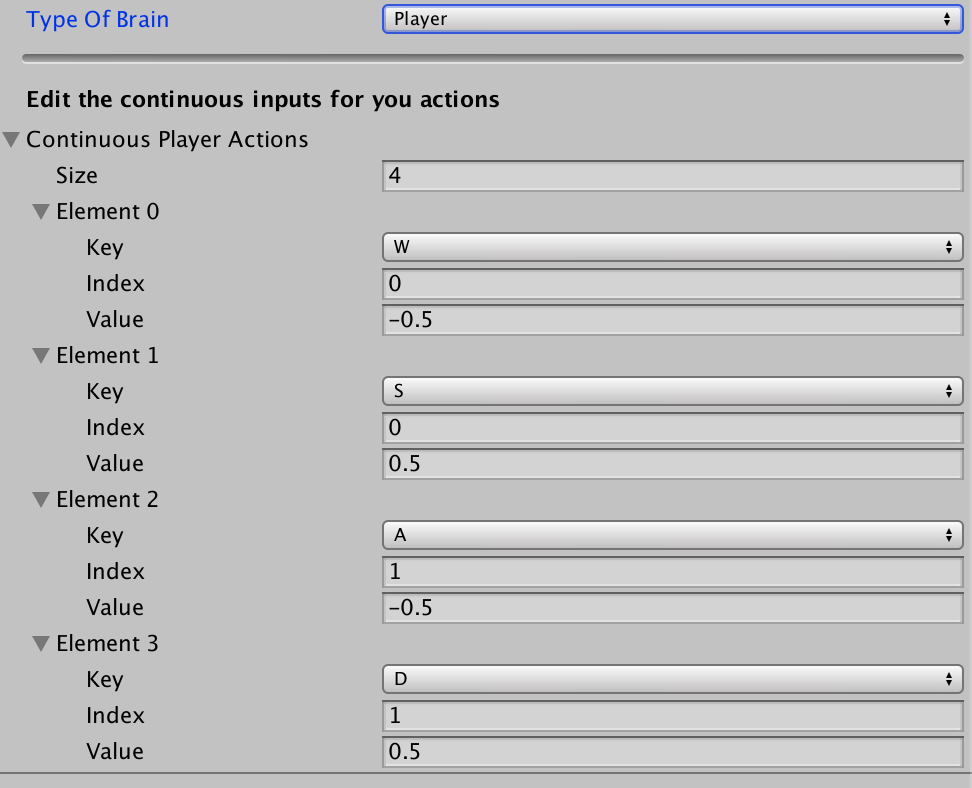 Type Of Brain Player
Edit the continuous inputs for you actions
Continuous Player Actions
Size 4
Element 0
Key W
Index 0
Value -0.5
Element 1
Key S
Index 0
Value 0.5
Element 2
Key A
Index 1
Value -0.5
Element 3
Key D
Index 1
Value 0.5